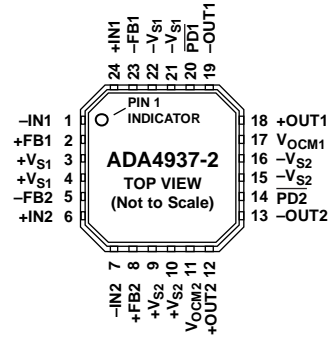 24 +IN1
23 –FB1
22 –VS1
21 –VS1
20 PD1
19 –OUT1
–IN1 1
+FB1 2
+VS1 3
+VS1 4
–FB2 5
+IN2 6
PIN 1
INDICATOR
ADA4937-2
TOP VIEW
(Not to Scale)
18 +OUT1
17 VOCM1
16 –VS2
15 –VS2
14 PD2
13 –OUT2
–IN2 7
+FB2 8
+VS2 9
+VS2 10
VOCM2 11
+OUT2 12